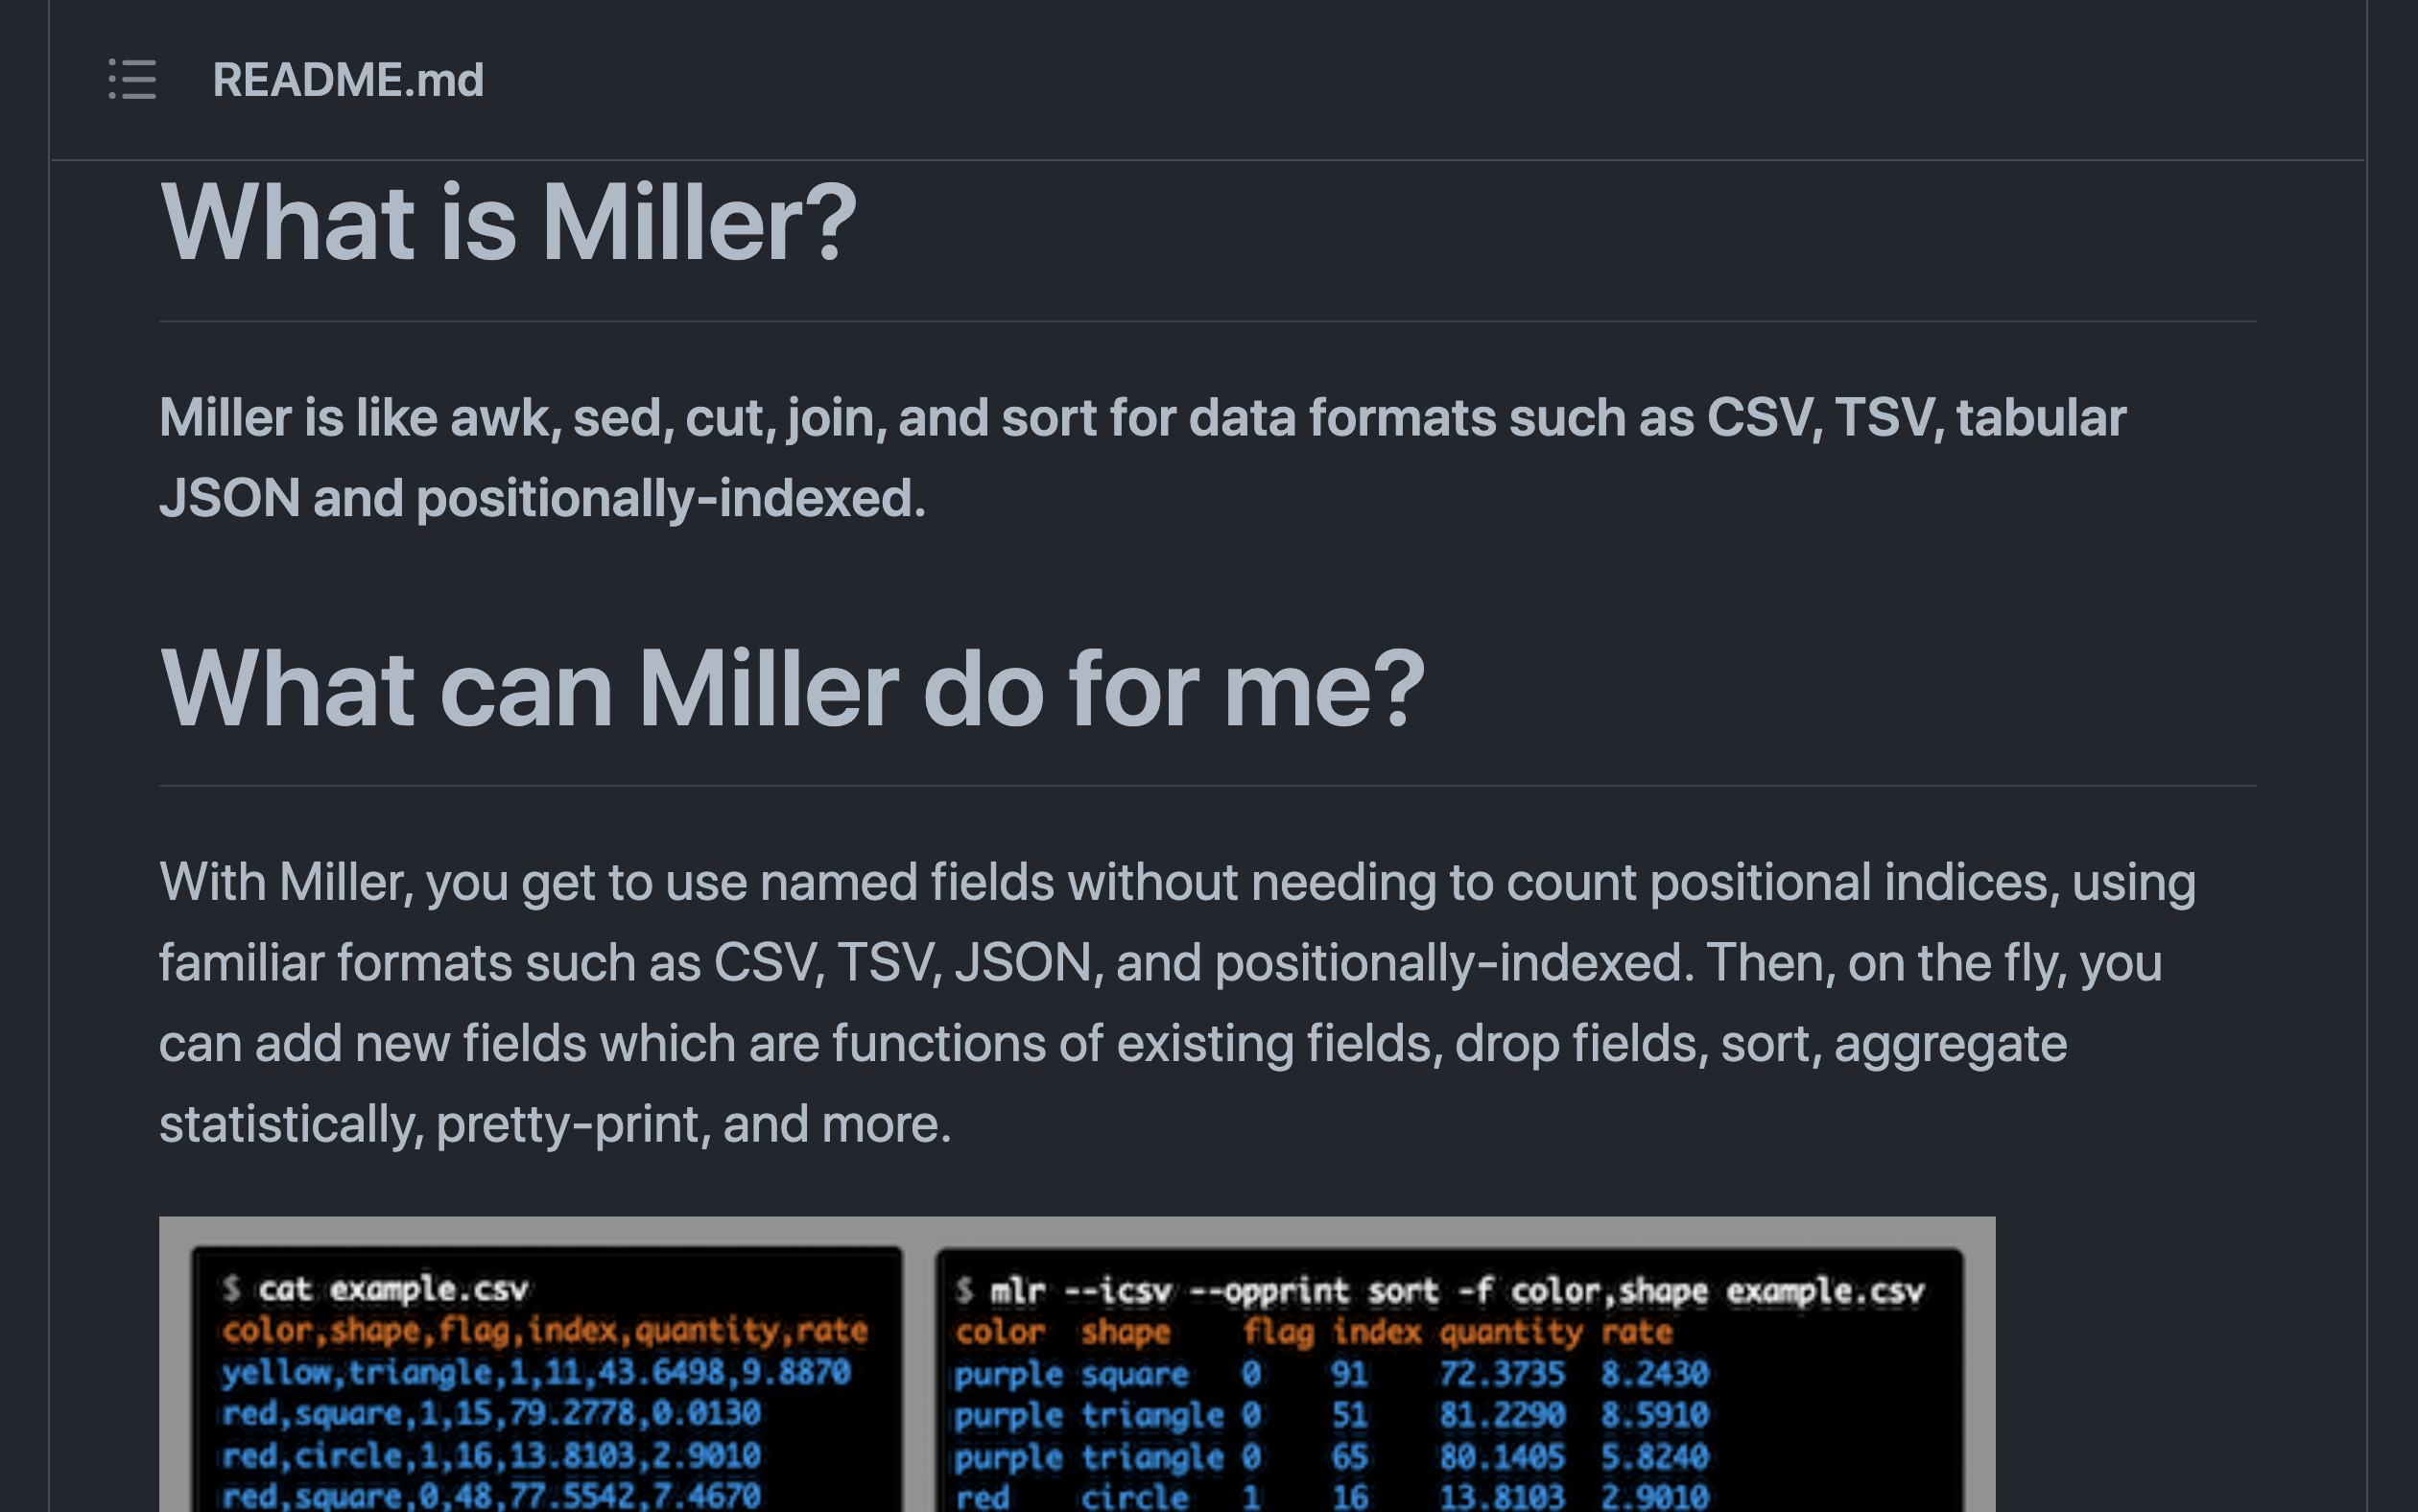 README.md
What is Miller?
Miller is like awk, sed, cut, join, and sort for data formats such as CSV, TSV, tabular
JSON and positionally-indexed.
What can Miller do for me?
With Miller, you get to use named fields without needing to count positional indices, using
familiar formats such as CSV, TSV, JSON, and positionally-indexed. Then, on the fly, you
can add new fields which are functions of existing fields, drop fields, sort, aggregate
statistically, pretty-print, and more.
$ cat example.csv
color,shape,flag,index,quantity,rate
yellow,triangle,1,11,43.6498,9.8870
red,square,1,15,79.2778,0.0130
red,circle,1,16,13.8103,2.9010
red,square,0,48,77.5542,7.4670
$ mlr --icsv --opprint sort -f color,shape example.csv
color shape flag index quantity rate
purple square 0 91 72.3735 8.2430
purple triangle 0 51 81.2290 8.5910
purple triangle 0 65 80.1405 5.8240
red circle 1 16 13.8103 2.9010